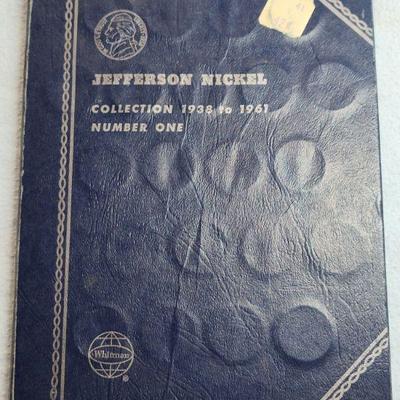 JEFFERSON NICKEL
COLLECTION 1938 to 1961
NUMBER ONE
Whitman
®